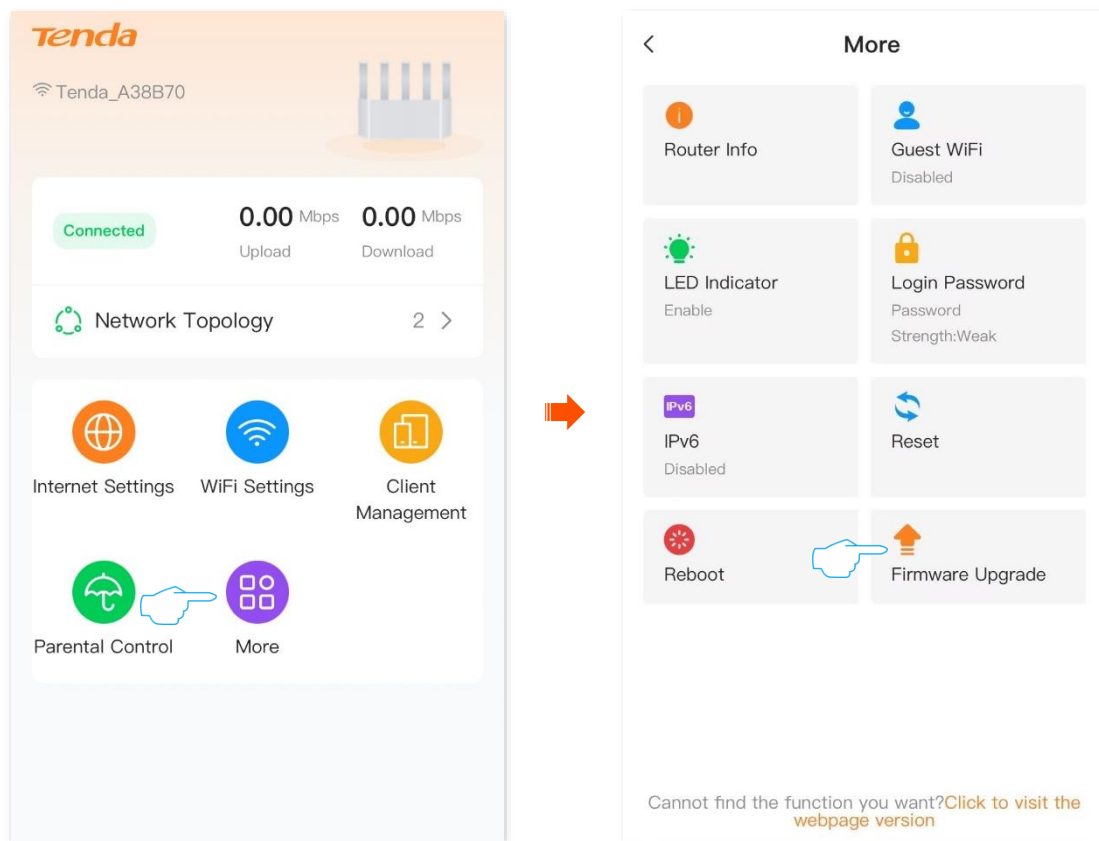 Tenda
Tenda_A38B70
Connected
0.00 Mbps
Upload
0.00 Mbps
Download
Network Topology
2
Internet Settings
WiFi Settings
Client
Management
Parental Control
More
More
Router Info
Guest WiFi
Disabled
LED Indicator
Enable
Login Password
Password
Strength:Weak
IPv6
IPv6
Disabled
Reset
Reboot
Firmware Upgrade
Cannot find the function you want?Click to visit the
webpage version